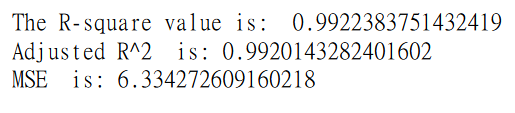 The R-square value is:  0.9922383751432419
Adjusted R^2  is: 0.9920143282401602
MSE  is: 6.334272609160218